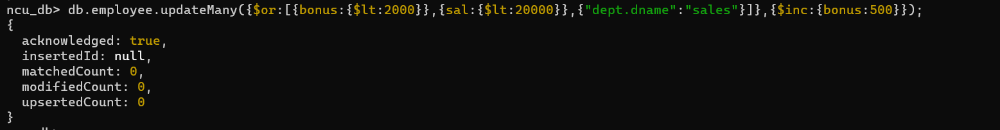 ncu_db> db.employee.updateMany({$or:[{bonus:{$lt:2000}},{sal:{$lt:20000}},{"dept.dname":"sales"}]},{$inc:{bonus:500}});
{
  acknowledged: true,
  insertedId: null,
  matchedCount: 0,
  modifiedCount: 0,
  upsertedCount: 0
}